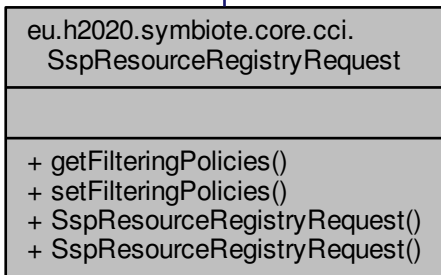 eu.h2020.symbiote.core.cci.
SspResourceRegistryRequest
+ getFilteringPolicies()
+ setFilteringPolicies()
+ SspResourceRegistryRequest()
+ SspResourceRegistryRequest()